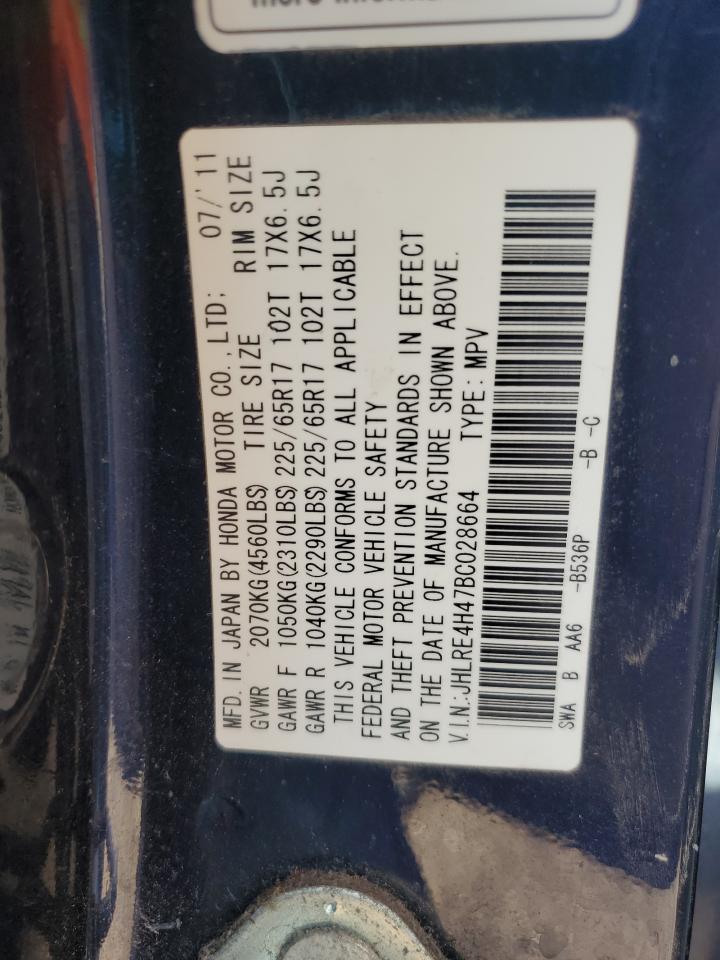 more informa
MFD. IN JAPAN BY HONDA MOTOR CO., LTD; 07/'11
GVWR 2070KG(4560LBS) TIRE SIZE RIM SIZE
GAWR F 1050KG(2310LBS) 225/65R17 102T 17X6.5J
GAWR R 1040KG(2290LBS) 225/65R17 102T 17X6.5J
THIS VEHICLE CONFORMS TO ALL APPLICABLE
FEDERAL MOTOR VEHICLE SAFETY
AND THEFT PREVENTION STANDARDS IN EFFECT
ON THE DATE OF MANUFACTURE SHOWN ABOVE.
V.I.N.:JHLRE4H47BC028664 TYPE:MPV
SWA B AA6 -B536P -B -C